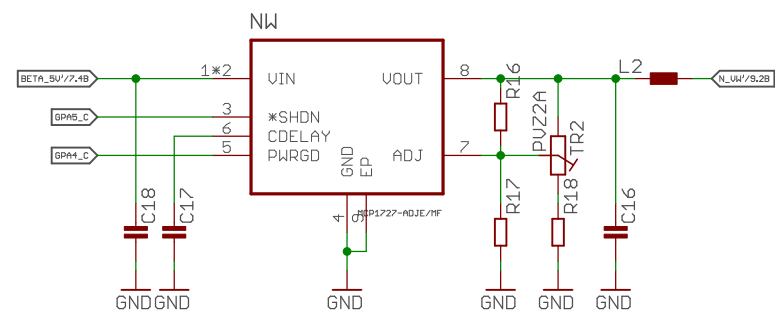 NW
BETA_5V'/7.4B
1*2
VIN
VOUT
8
R16
L2
N_VW'/9.2B
GPA5_C
3
*SHDN
6
CDELAY
GPA4_C
5
PWRGD
GND
EP
ADJ
7
PVZ2A
TR2
C18
C17
4
9
MCP1727-ADJE/MF
R17
R18
C16
GND
GND
GND
GND
GND
GND